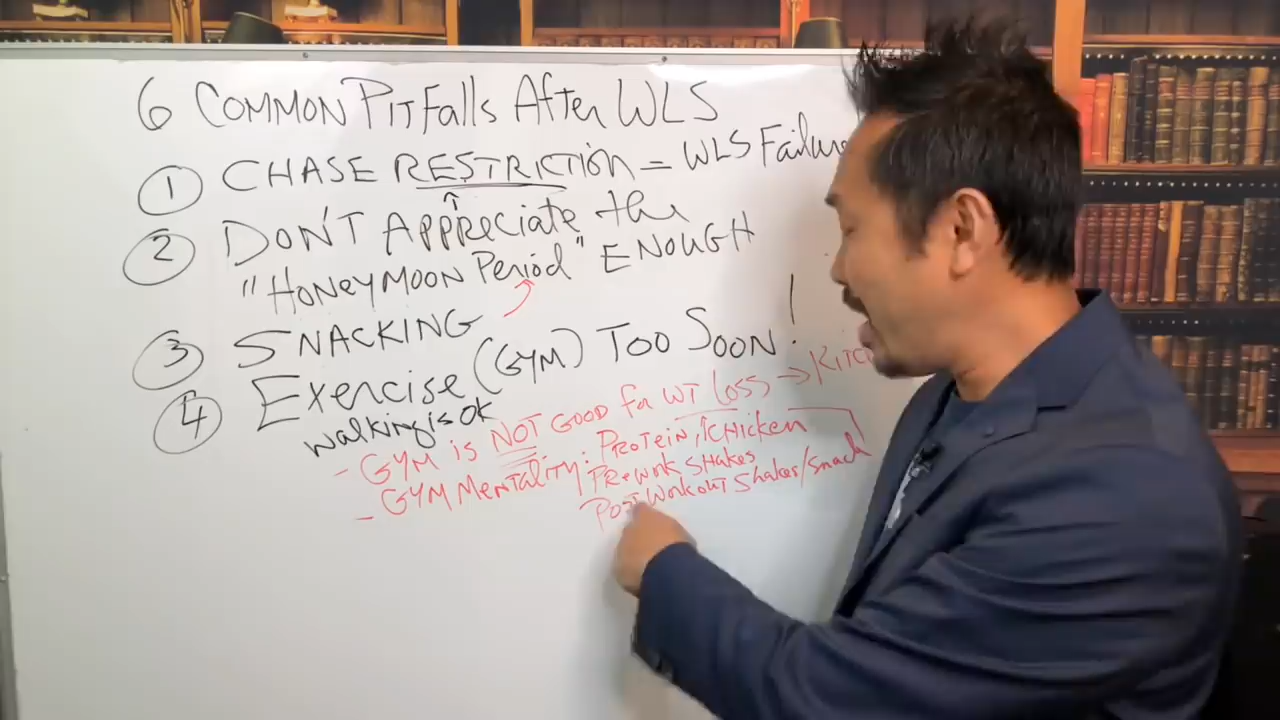 6 COMMON PITFAllS AfteR WLS
① CHASE RESTRICTION = WLS FAilure
② DON'T APPReciate the
"HONEYMOON PeRiod" ENOUGH
③ SNACKING
④ Exercise (GYM) Too Soon!
walking is ok
- GYM is NOT GOOD for WT loss → KitC
- GYM MeNTaliTy: PROTein, ↑CHicken
PReWrk SHakes
PosT WorkouT Shakes/Snack